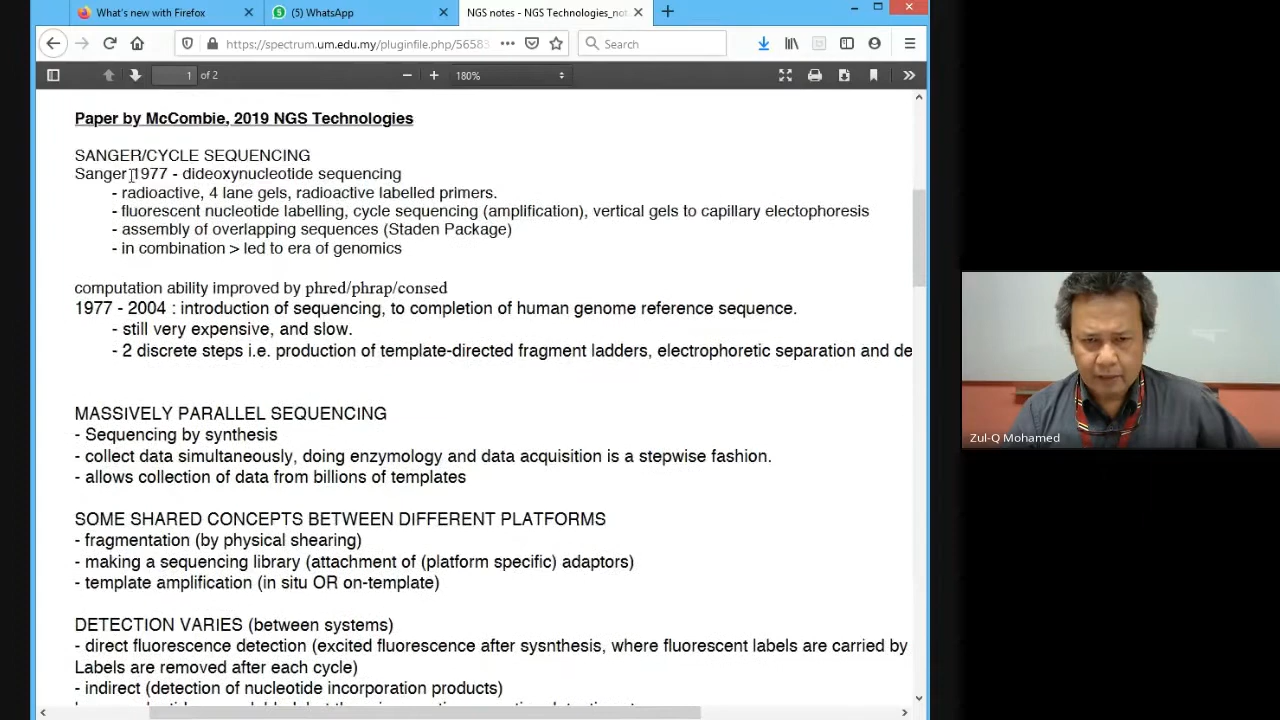 What's new with Firefox
(5) WhatsApp
NGS notes - NGS Technologies_not
https://spectrum.um.edu.my/pluginfile.php/56583
Search
1 of 2
180%
Paper by McCombie, 2019 NGS Technologies
SANGER/CYCLE SEQUENCING
Sanger 1977 - dideoxynucleotide sequencing
- radioactive, 4 lane gels, radioactive labelled primers.
- fluorescent nucleotide labelling, cycle sequencing (amplification), vertical gels to capillary electophoresis
- assembly of overlapping sequences (Staden Package)
- in combination > led to era of genomics
computation ability improved by phred/phrap/consed
1977 - 2004 : introduction of sequencing, to completion of human genome reference sequence.
- still very expensive, and slow.
- 2 discrete steps i.e. production of template-directed fragment ladders, electrophoretic separation and de
MASSIVELY PARALLEL SEQUENCING
- Sequencing by synthesis
- collect data simultaneously, doing enzymology and data acquisition is a stepwise fashion.
- allows collection of data from billions of templates
SOME SHARED CONCEPTS BETWEEN DIFFERENT PLATFORMS
- fragmentation (by physical shearing)
- making a sequencing library (attachment of (platform specific) adaptors)
- template amplification (in situ OR on-template)
DETECTION VARIES (between systems)
- direct fluorescence detection (excited fluorescence after sysnthesis, where fluorescent labels are carried by
Labels are removed after each cycle)
- indirect (detection of nucleotide incorporation products)
Zul-Q Mohamed